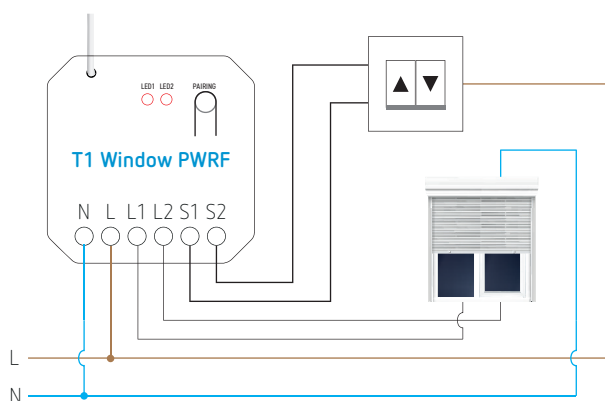 LED1 LED2 PAIRING
T1 Window PWRF
N L L1 L2 S1 S2
L
N